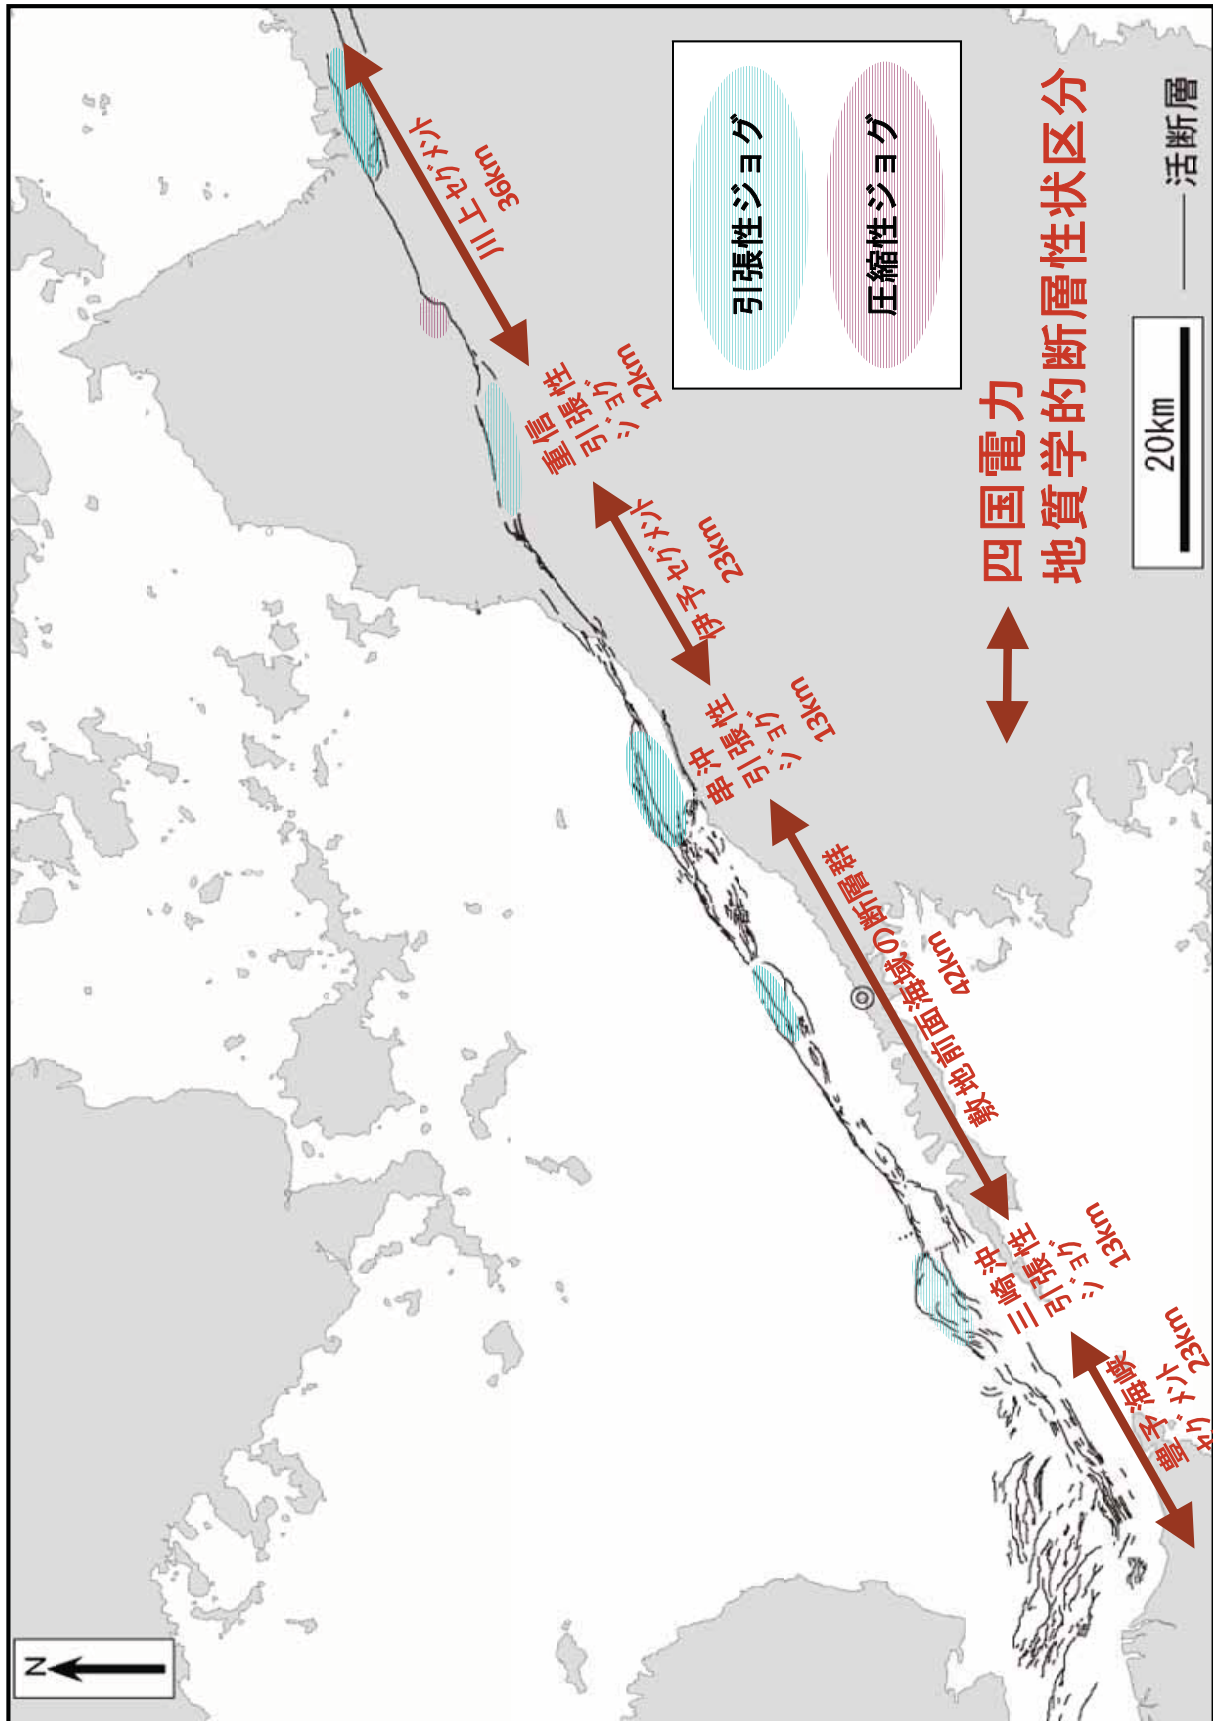 N
川上セグメント
36km
重信
引張性
ジョグ
12km
伊予セグメント
23km
串沖
引張性
ジョグ
13km
敷地前面海域の断層群
42km
三崎沖
引張性
ジョグ
13km
豊予海峡
セグメント 23km
引張性ジョグ
圧縮性ジョグ
四国電力
地質学的断層性状区分
20km
活断層